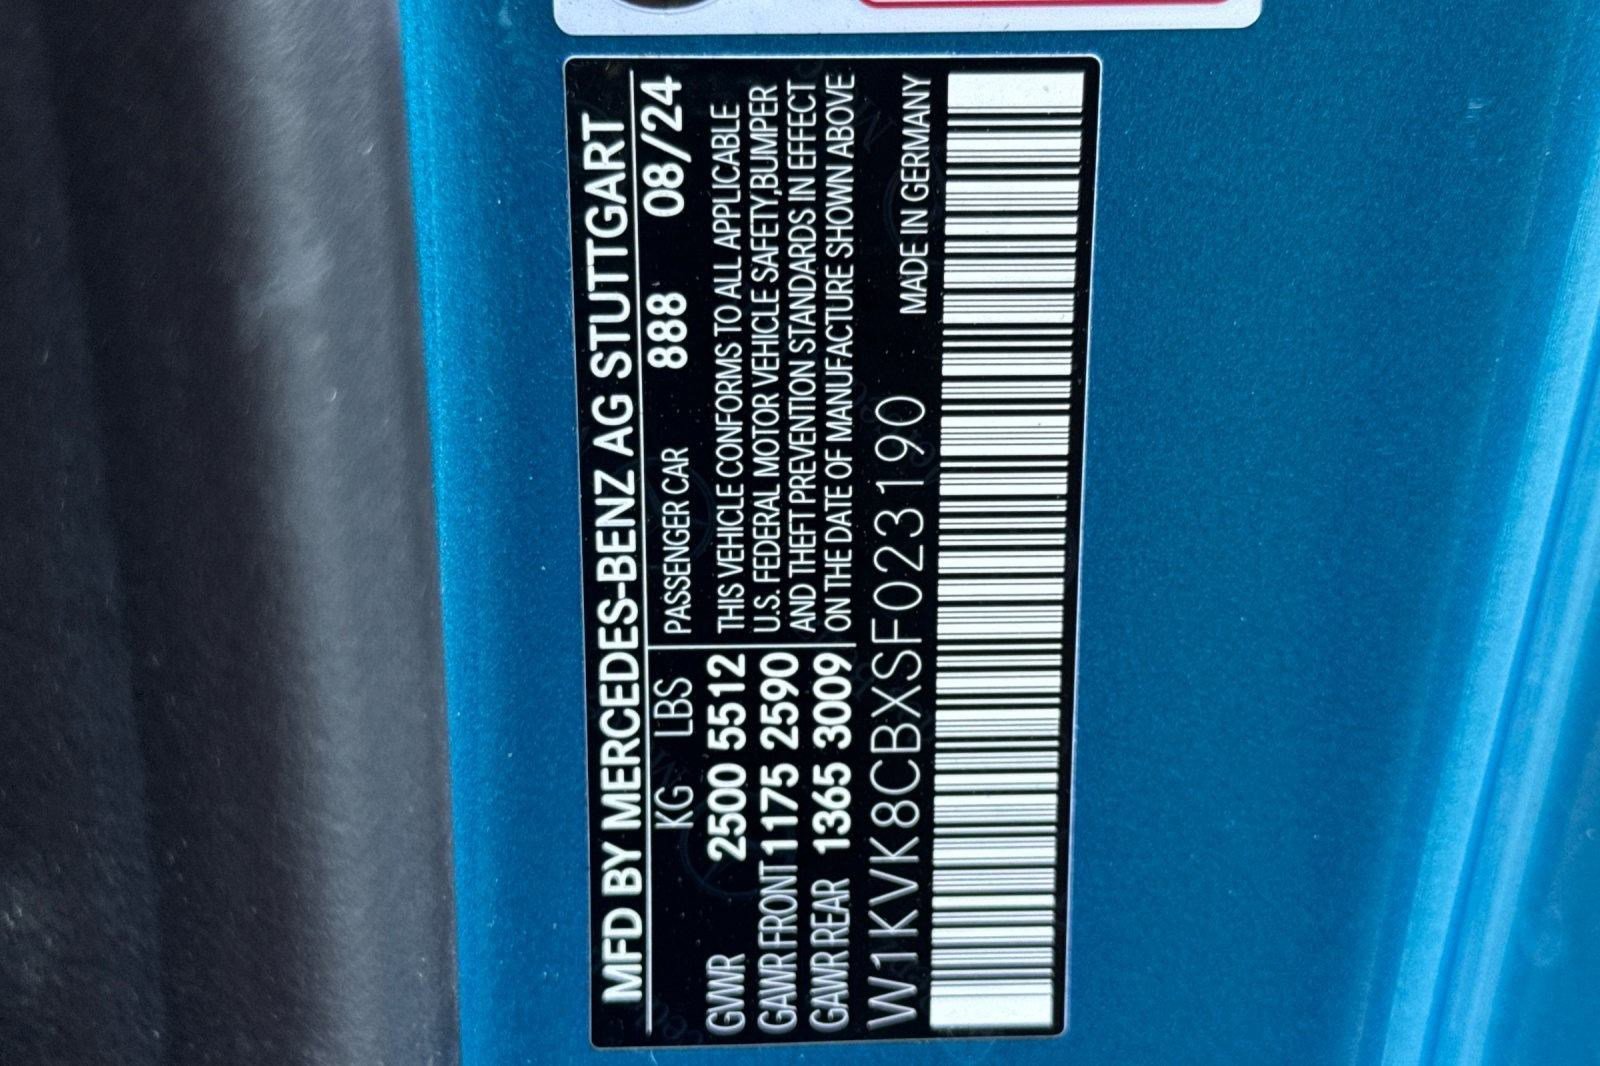 MFD BY MERCEDES-BENZ AG STUTTGART
KG LBS PASSENGER CAR 888 08/24
GVWR 2500 5512
GAWR FRONT 1175 2590
GAWR REAR 1365 3009
THIS VEHICLE CONFORMS TO ALL APPLICABLE
U.S. FEDERAL MOTOR VEHICLE SAFETY,BUMPER
AND THEFT PREVENTION STANDARDS IN EFFECT
ON THE DATE OF MANUFACTURE SHOWN ABOVE
W1KVK8CBXSF023190 MADE IN GERMANY